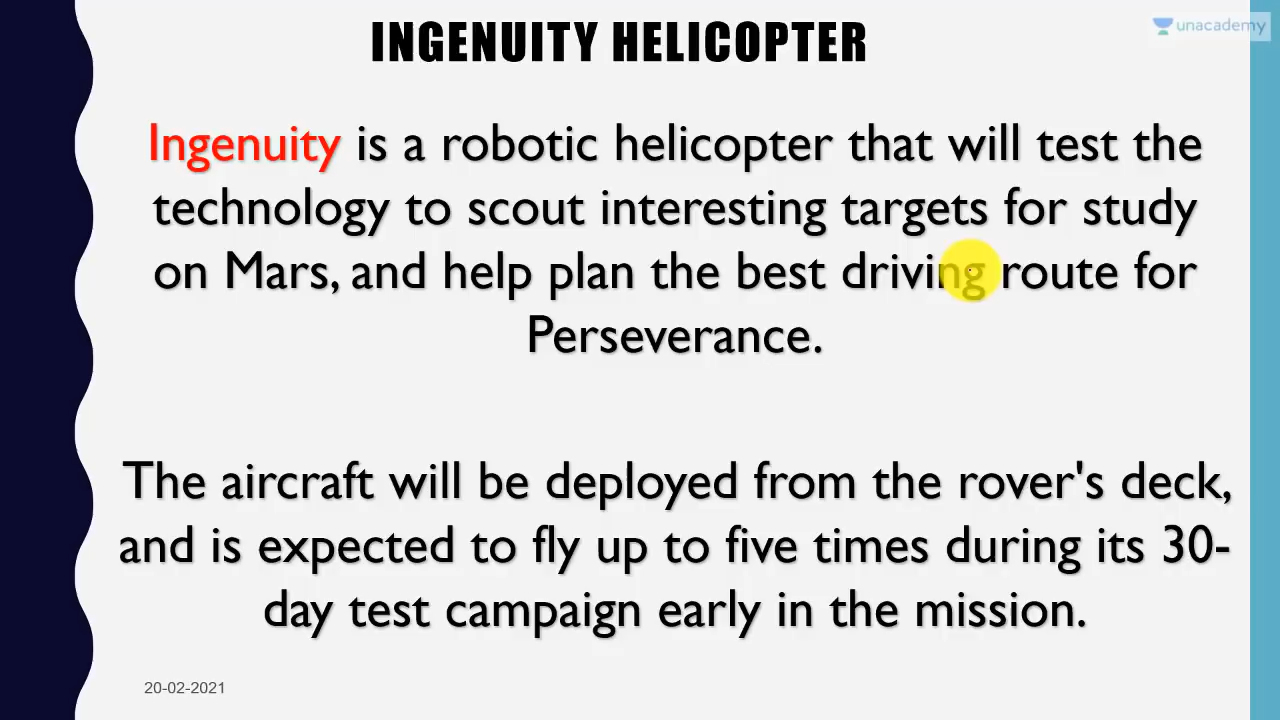 INGENUITY HELICOPTER
unacademy
Ingenuity is a robotic helicopter that will test the
technology to scout interesting targets for study
on Mars, and help plan the best driving route for
Perseverance.
The aircraft will be deployed from the rover's deck,
and is expected to fly up to five times during its 30-
day test campaign early in the mission.
20-02-2021